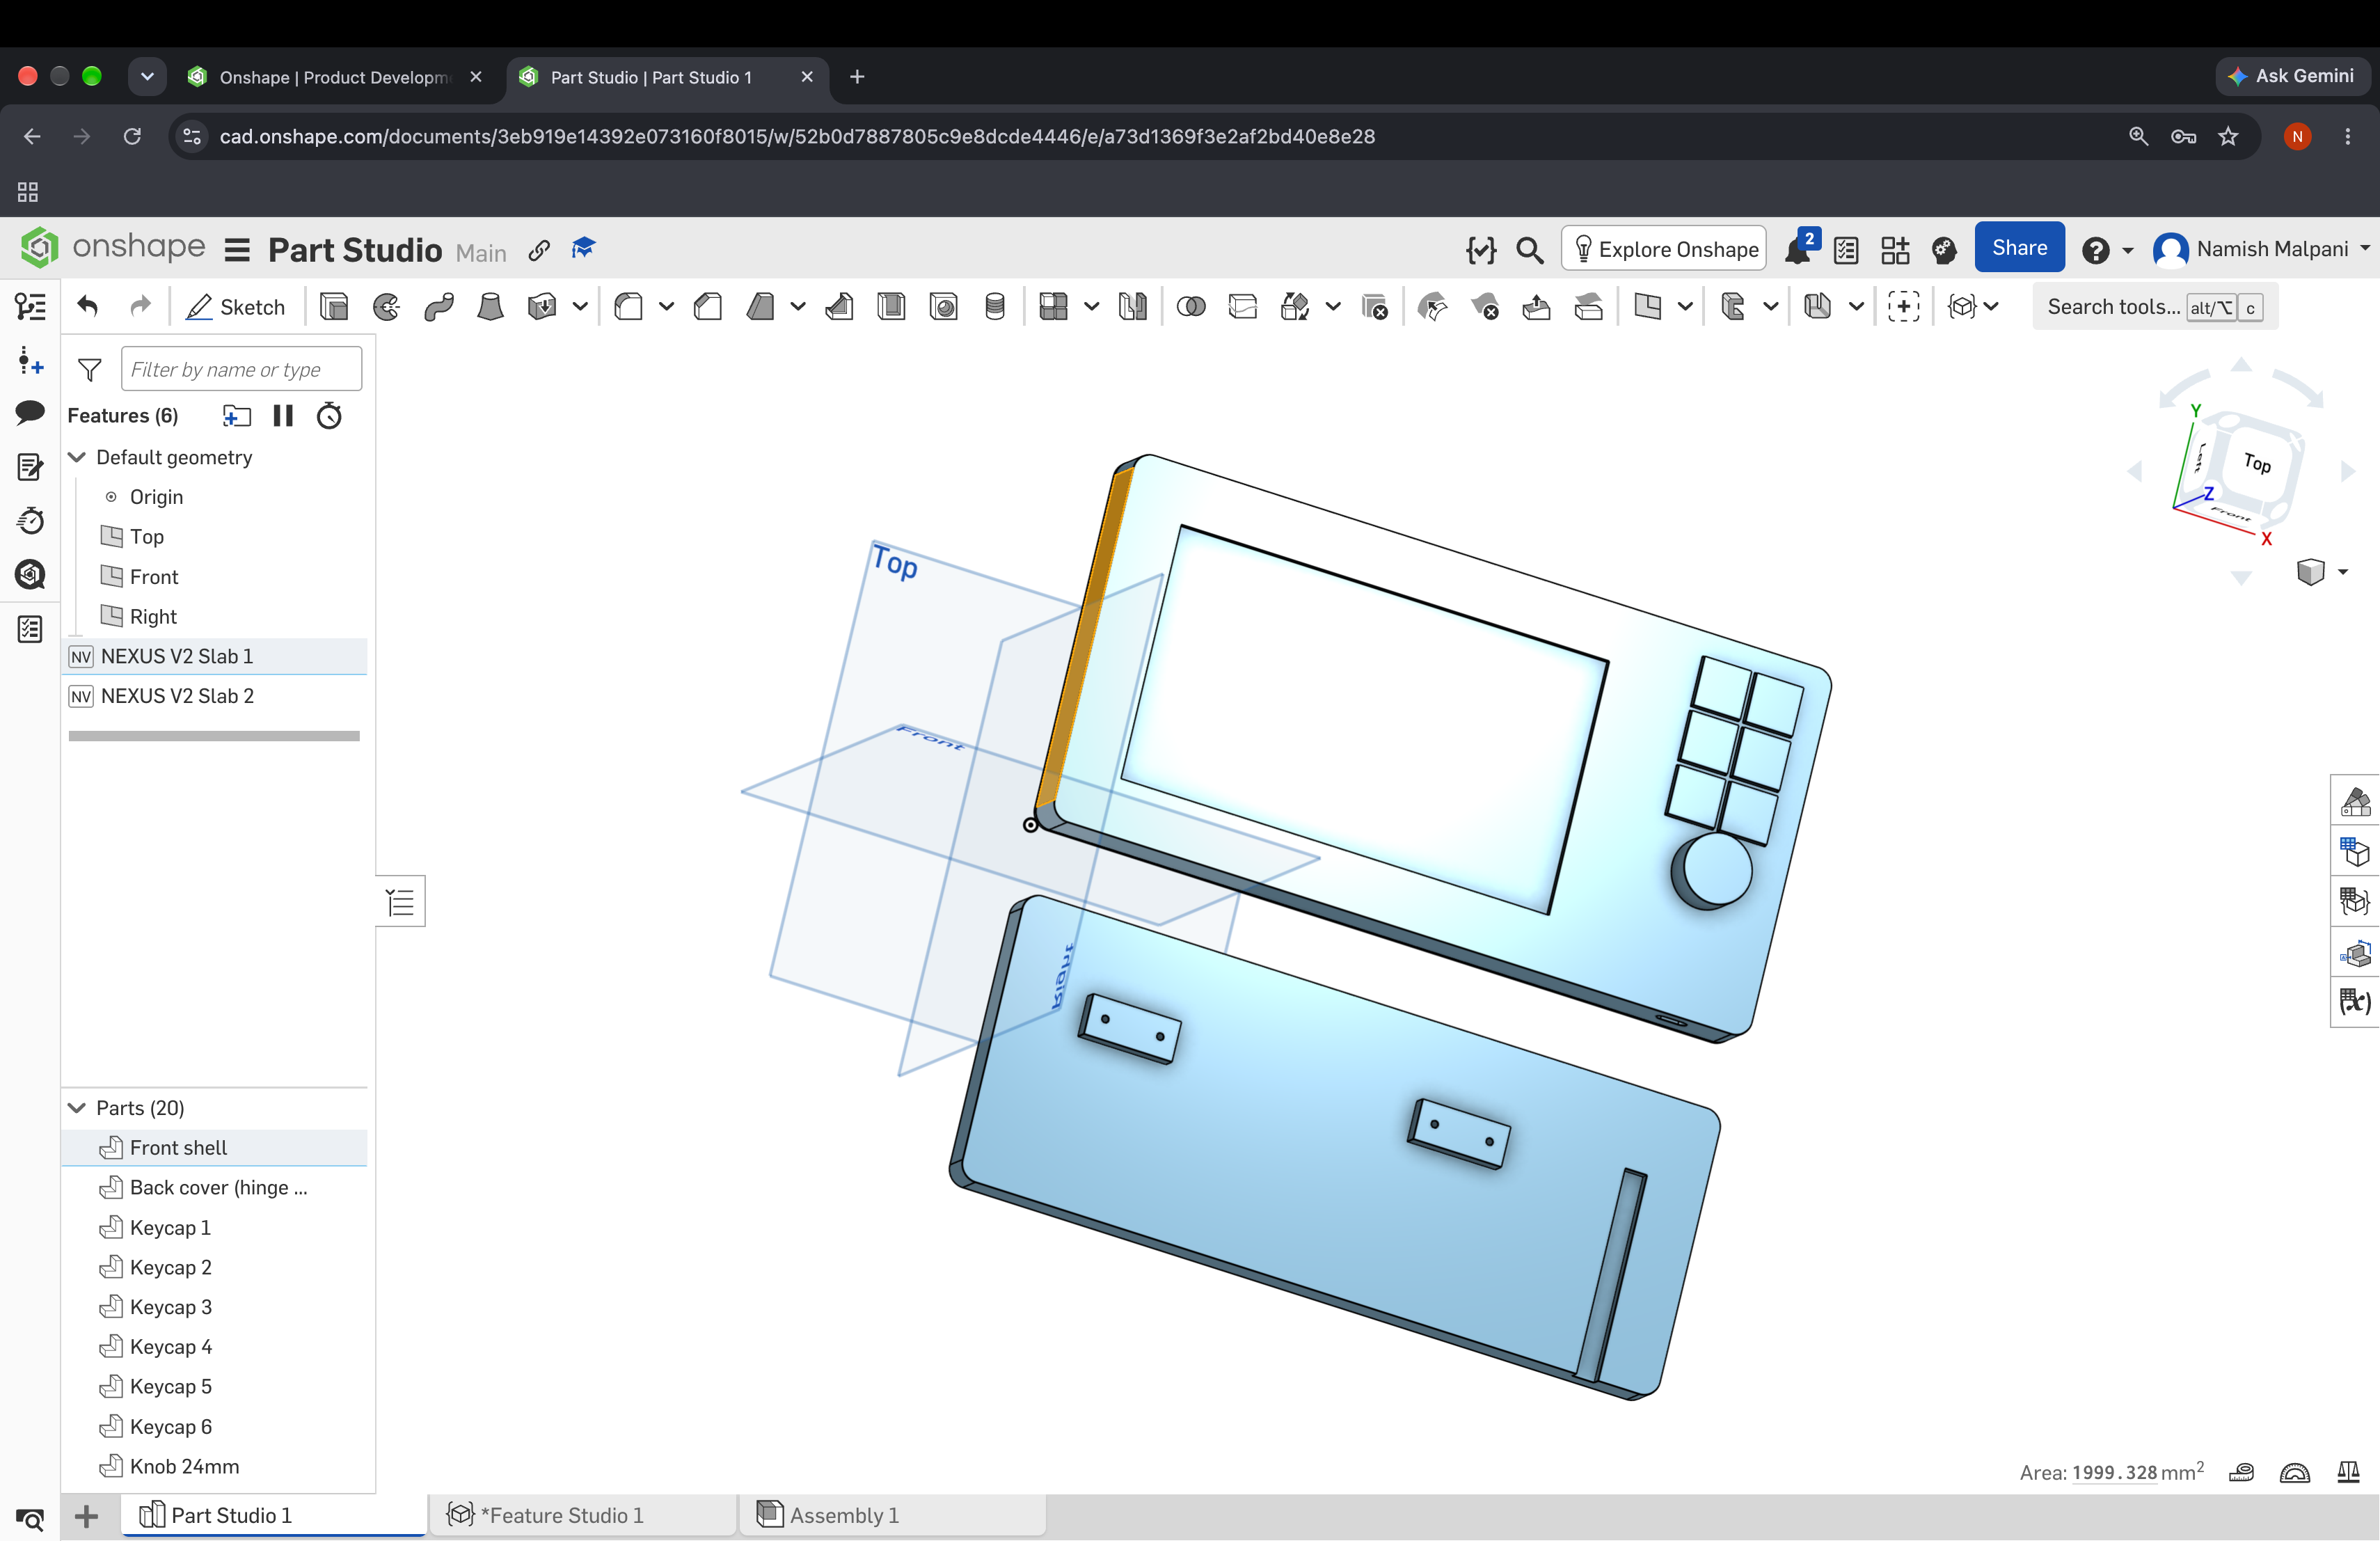 Onshape | Product Developm
Part Studio | Part Studio 1
Ask Gemini
cad.onshape.com/documents/3eb919e14392e073160f8015/w/52b0d7887805c9e8dcde4446/e/a73d1369f3e2af2bd40e8e28
N
onshape
Part Studio
Main
Explore Onshape
2
Share
Namish Malpani
Sketch
Search tools...
alt/⌥
c
Filter by name or type
Features (6)
Default geometry
Origin
Top
Front
Right
NV NEXUS V2 Slab 1
NV NEXUS V2 Slab 2
Top
Front
Right
Y
Left
Top
Z
Front
X
Parts (20)
Front shell
Back cover (hinge ...
Keycap 1
Keycap 2
Keycap 3
Keycap 4
Keycap 5
Keycap 6
Knob 24mm
Area: 1999.328 mm²
Part Studio 1
*Feature Studio 1
Assembly 1